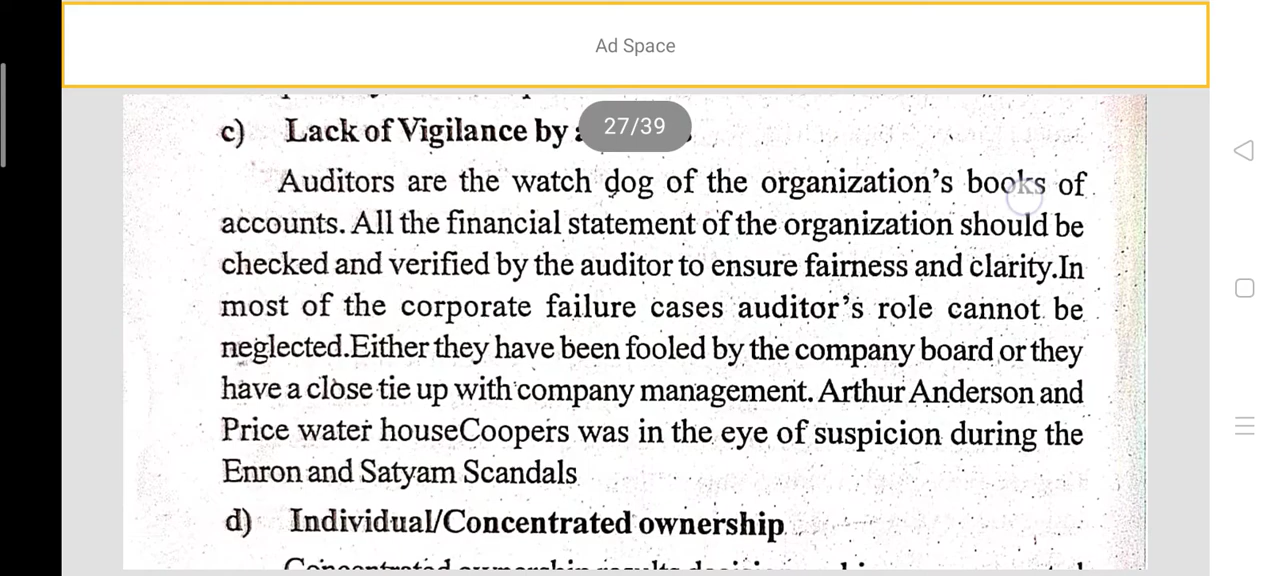 Ad Space
27/39
c) Lack of Vigilance by
Auditors are the watch dog of the organization's books of
accounts. All the financial statement of the organization should be
checked and verified by the auditor to ensure fairness and clarity.In
most of the corporate failure cases auditor's role cannot be
neglected.Either they have been fooled by the company board or they
have a close tie up with company management. Arthur Anderson and
Price water houseCoopers was in the eye of suspicion during the
Enron and Satyam Scandals
d) Individual/Concentrated ownership